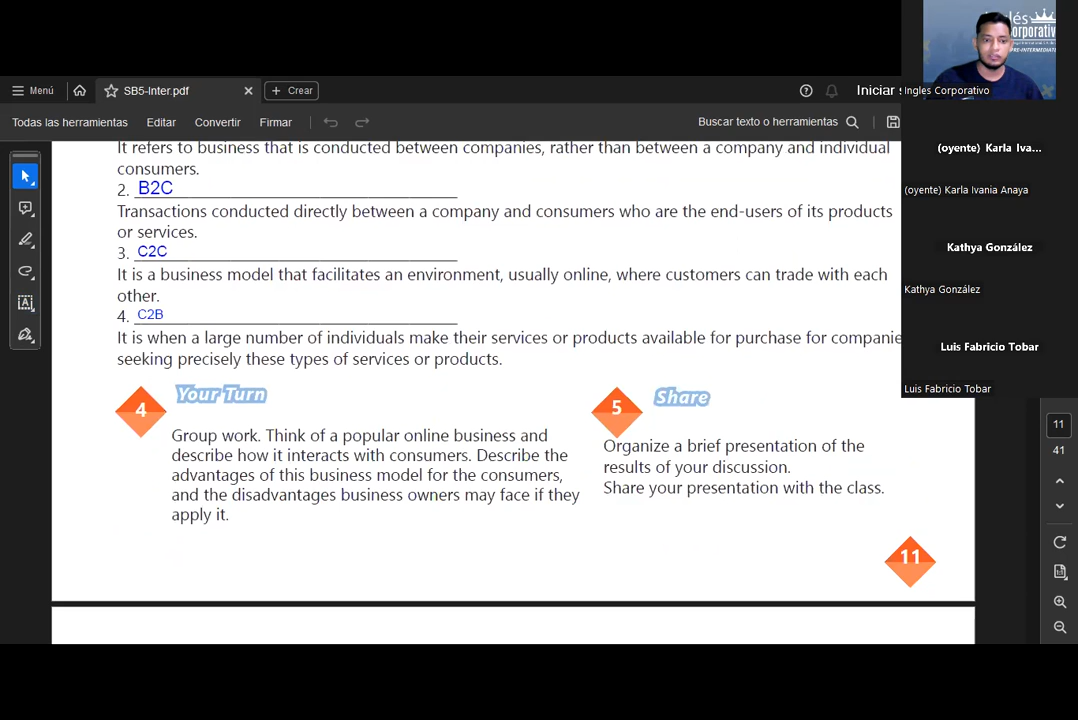 Menú
SB5-Inter.pdf
Crear
Iniciar s
Todas las herramientas
Editar
Convertir
Firmar
Buscar texto o herramientas
It refers to business that is conducted between companies, rather than between a company and individual
consumers.
2. B2C
Transactions conducted directly between a company and consumers who are the end-users of its products
or services.
3. C2C
It is a business model that facilitates an environment, usually online, where customers can trade with each
other.
4. C2B
It is when a large number of individuals make their services or products available for purchase for companie
seeking precisely these types of services or products.
4 Your Turn
Group work. Think of a popular online business and
describe how it interacts with consumers. Describe the
advantages of this business model for the consumers,
and the disadvantages business owners may face if they
apply it.
5 Share
Organize a brief presentation of the
results of your discussion.
Share your presentation with the class.
11
Ingles Corporativo
(oyente) Karla Iva...
(oyente) Karla Ivania Anaya
Kathya González
Kathya González
Luis Fabricio Tobar
Luis Fabricio Tobar
11
41